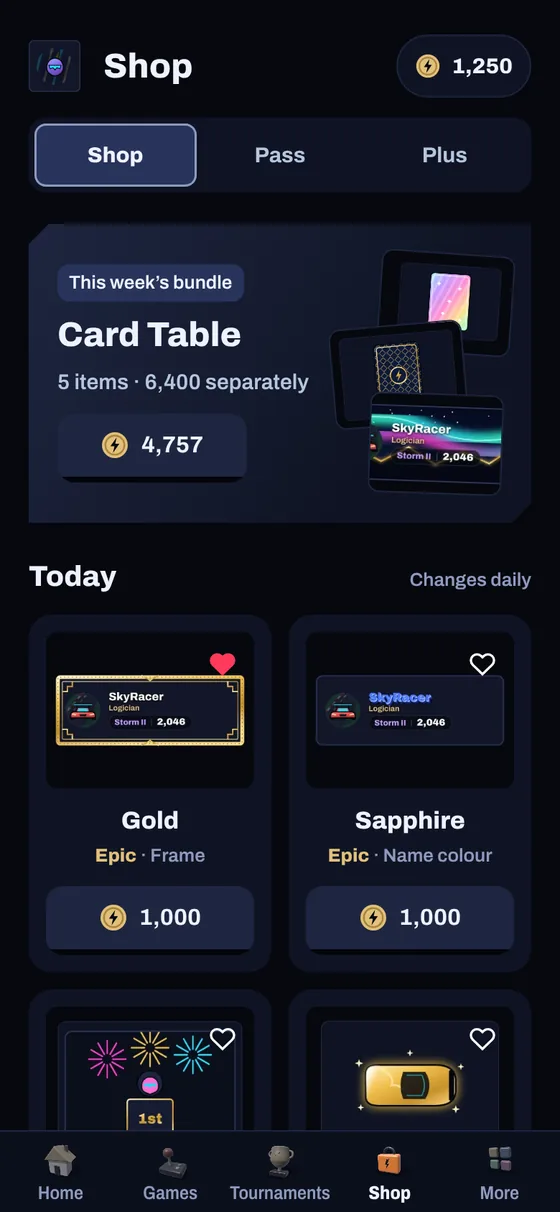 Shop
1,250
Shop
Pass
Plus
This week's bundle
Card Table
5 items · 6,400 separately
4,757
SkyRacer
Logician
Storm II | 2,046
Today
Changes daily
SkyRacer
Logician
Storm II | 2,046
SkyRacer
Logician
Storm II | 2,046
Gold
Sapphire
Epic · Frame
Epic · Name colour
1,000
1,000
1st
Home
Games
Tournaments
Shop
More